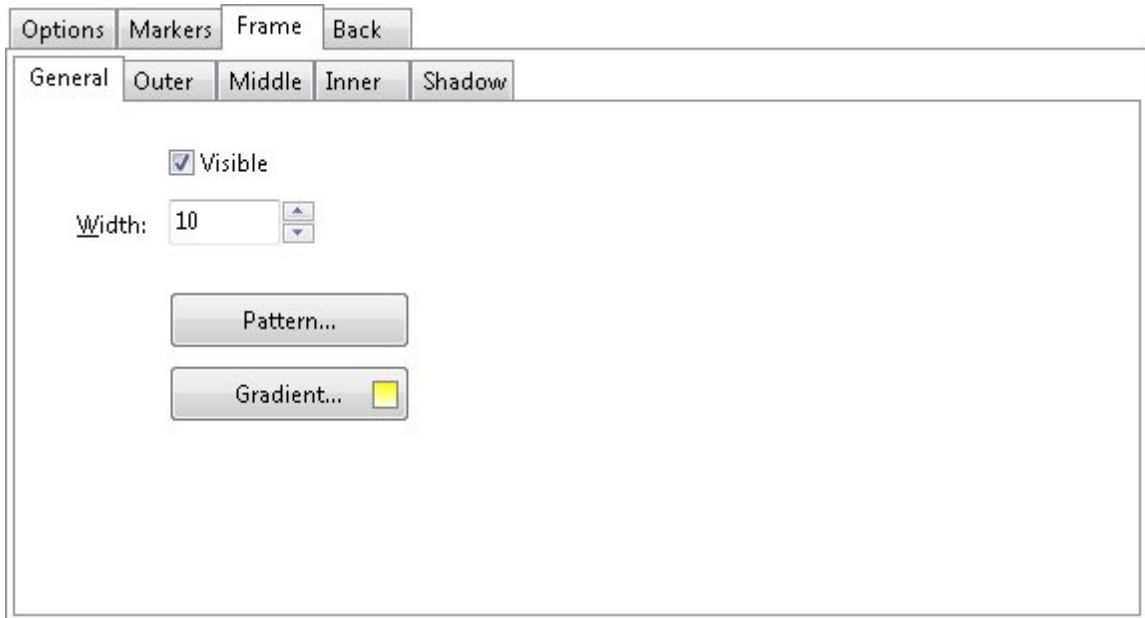 Options Markers Frame Back
General Outer Middle Inner Shadow
Visible
Width: 10
Pattern...
Gradient...